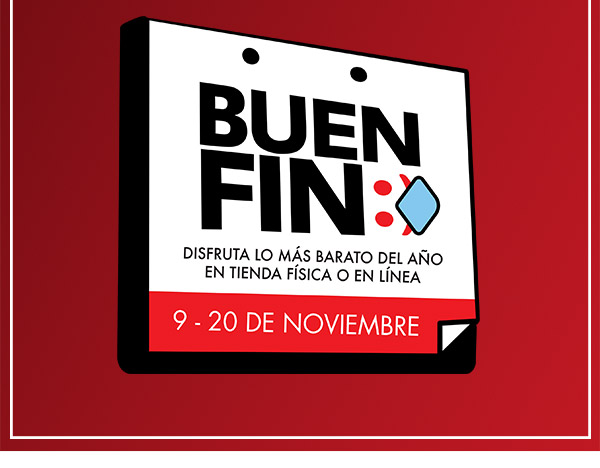 BUEN
FIN:)
DISFRUTA LO MÁS BARATO DEL AÑO
EN TIENDA FÍSICA O EN LÍNEA
9 - 20 DE NOVIEMBRE